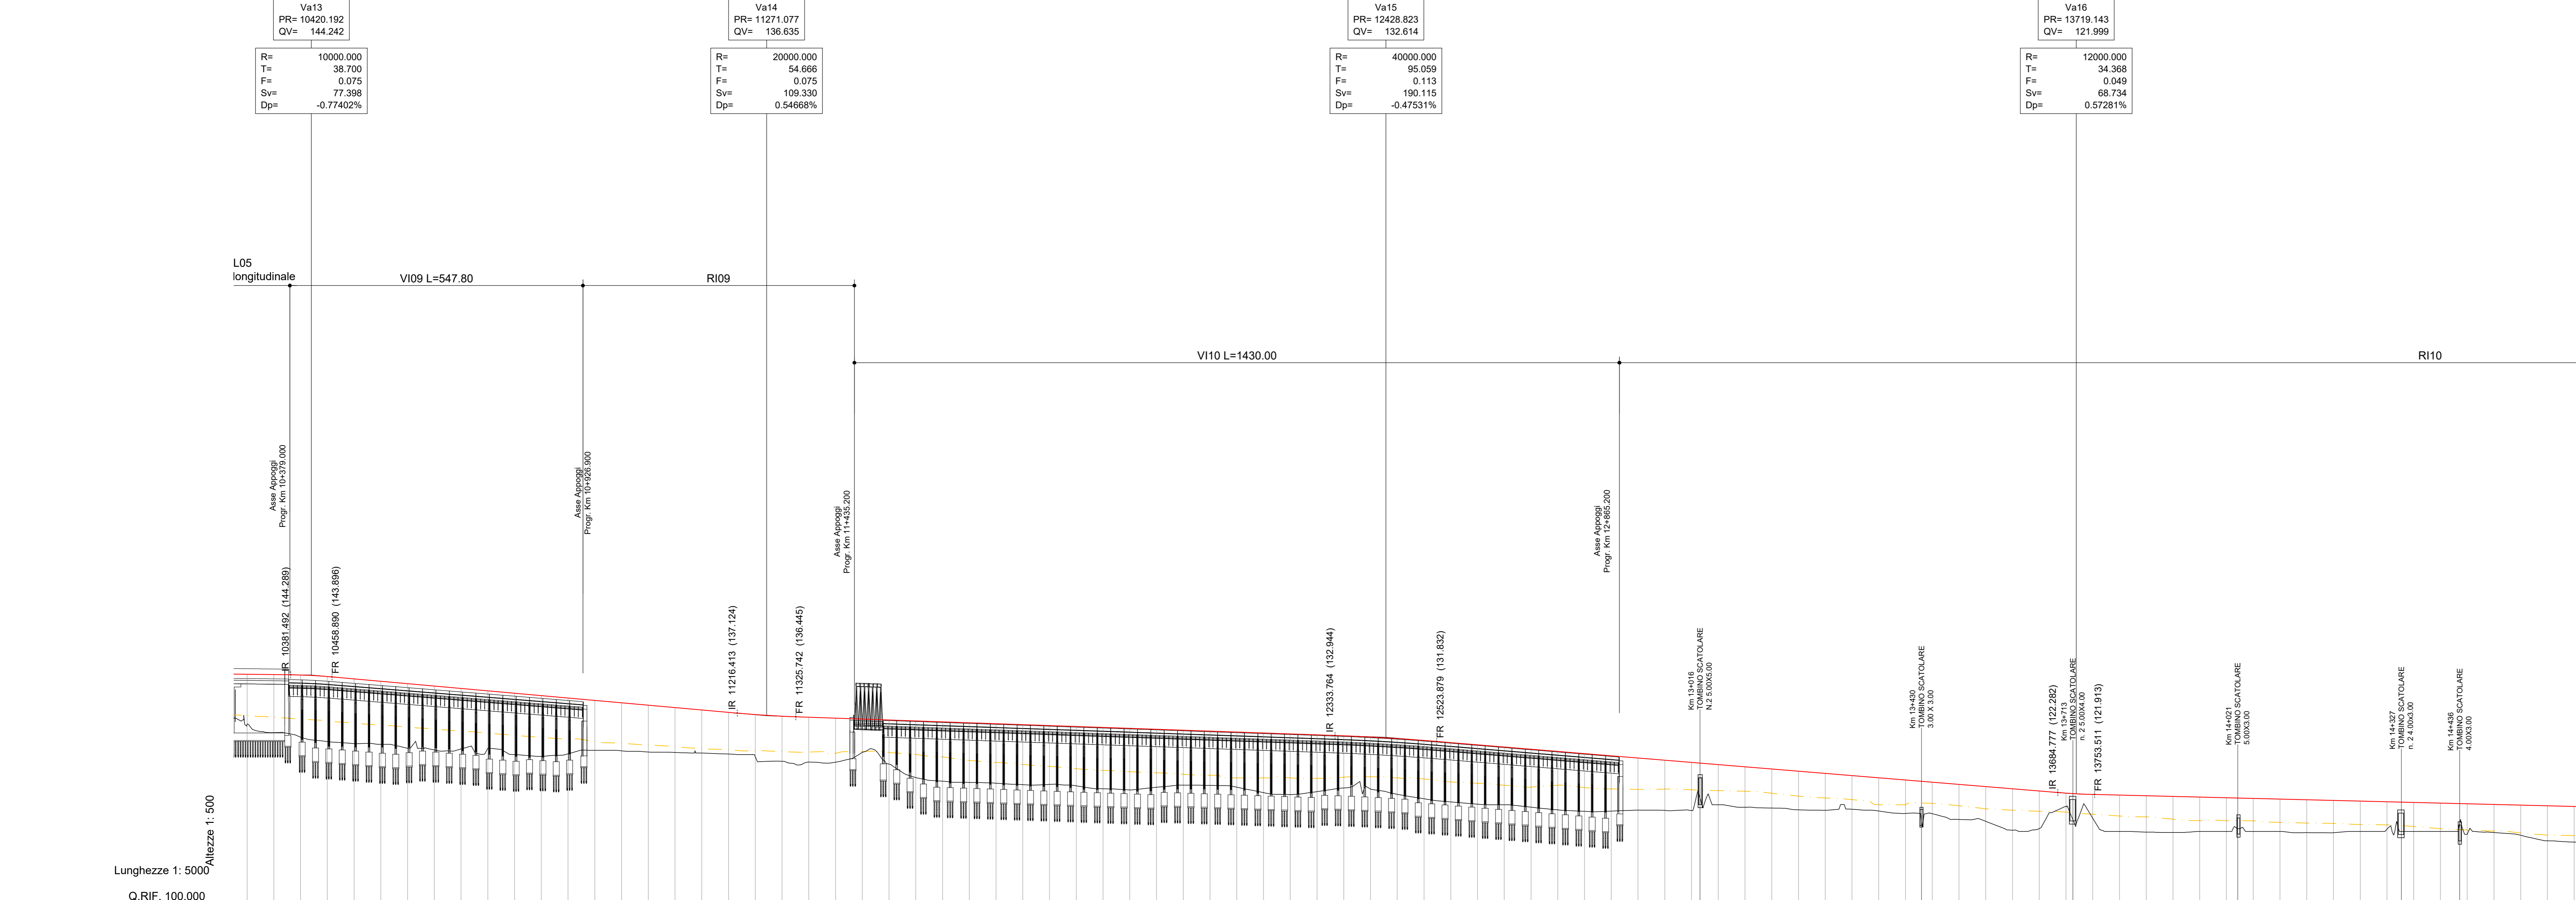 Va13
PR= 10420.192
QV= 144.242
R= 10000.000
T= 38.700
F= 0.075
Sv= 77.398
Dp= -0.77402%
Va14
PR= 11271.077
QV= 136.635
R= 20000.000
T= 54.666
F= 0.075
Sv= 109.330
Dp= 0.54668%
Va15
PR= 12428.823
QV= 132.614
R= 40000.000
T= 95.059
F= 0.113
Sv= 190.115
Dp= -0.47531%
Va16
PR= 13719.143
QV= 121.999
R= 12000.000
T= 34.368
F= 0.049
Sv= 68.734
Dp= 0.57281%
L05
longitudinale
VI09 L=547.80
RI09
VI10 L=1430.00
RI10
Asse Appoggi
Progr. Km 10+379.000
Asse Appoggi
Progr. Km 10+926.900
Asse Appoggi
Progr. Km 11+435.200
Asse Appoggi
Progr. Km 12+865.200
IR 10381.492 (144.289)
FR 10458.890 (143.896)
IR 11216.413 (137.124)
FR 11325.742 (136.445)
IR 12333.764 (132.944)
FR 12523.879 (131.832)
Km 13+016
TOMBINO SCATOLARE
N.2 5.00X5.00
Km 13+430
TOMBINO SCATOLARE
3.00 X 3.00
IR 13684.777 (122.282)
Km 13+713
TOMBINO SCATOLARE
n. 2 5.00X4.00
FR 13753.511 (121.913)
Km 14+021
TOMBINO SCATOLARE
5.00X3.00
Km 14+327
TOMBINO SCATOLARE
n. 2 4.00x3.00
Km 14+436
TOMBINO SCATOLARE
4.00X3.00
Altezze 1: 500
Lunghezze 1: 5000
Q.RIF. 100.000